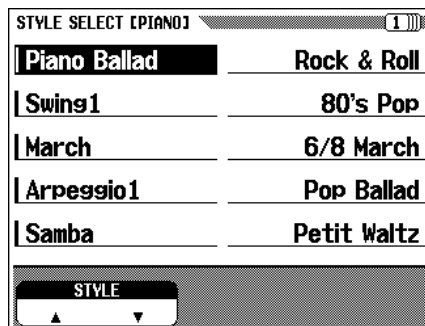 STYLE SELECT [PIANO] 1
Piano Ballad Rock & Roll
Swing1 80's Pop
March 6/8 March
Arpeggio1 Pop Ballad
Samba Petit Waltz
STYLE
▲ ▼